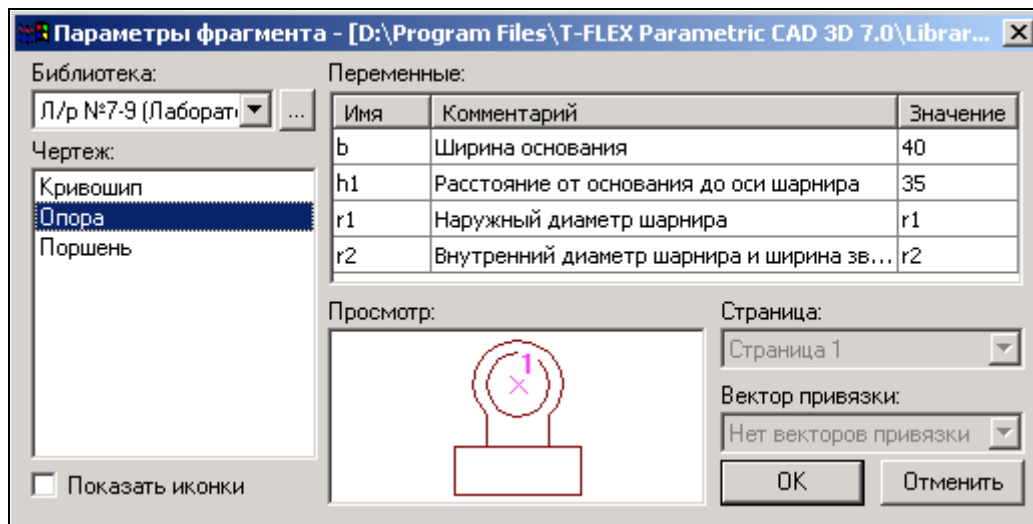 Параметры фрагмента - [D:\Program Files\T-FLEX Parametric CAD 3D 7.0\Librar...
Библиотека:
Л/р №7-9 (Лаборат
...
Чертеж:
Кривошип
Опора
Поршень
Показать иконки
Переменные:
Имя Комментарий Значение
b Ширина основания 40
h1 Расстояние от основания до оси шарнира 35
r1 Наружный диаметр шарнира r1
r2 Внутренний диаметр шарнира и ширина зв... r2
Просмотр:
1
Страница:
Страница 1
Вектор привязки:
Нет векторов привязки
OK Отменить